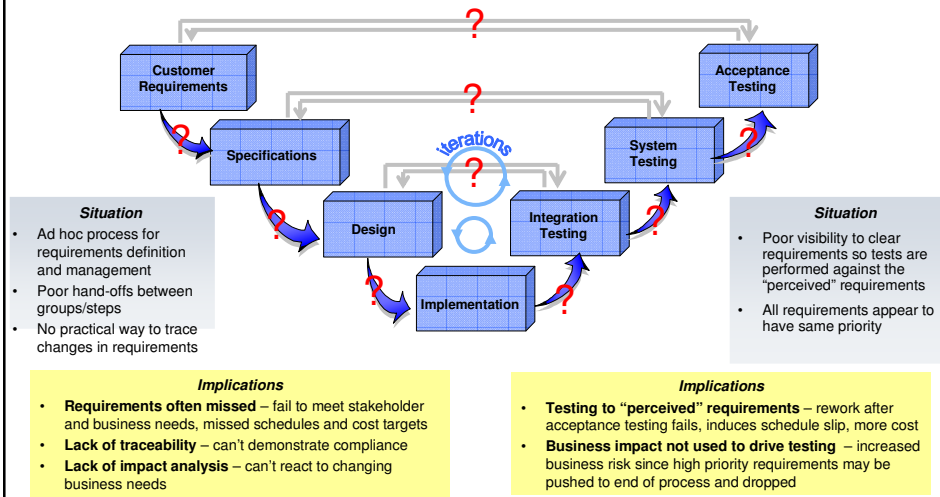 ?
Customer
Requirements
Acceptance
Testing
?
?
?
Specifications
System
Testing
iterations
?
?
?
Design
Integration
Testing
?
?
Implementation
?
Situation
• Ad hoc process for
requirements definition
and management
• Poor hand-offs between
groups/steps
• No practical way to trace
changes in requirements
Situation
• Poor visibility to clear
requirements so tests are
performed against the
“perceived” requirements
• All requirements appear to
have same priority
Implications
• Requirements often missed – fail to meet stakeholder
and business needs, missed schedules and cost targets
• Lack of traceability – can’t demonstrate compliance
• Lack of impact analysis – can’t react to changing
business needs
Implications
• Testing to “perceived” requirements – rework after
acceptance testing fails, induces schedule slip, more cost
• Business impact not used to drive testing – increased
business risk since high priority requirements may be
pushed to end of process and dropped